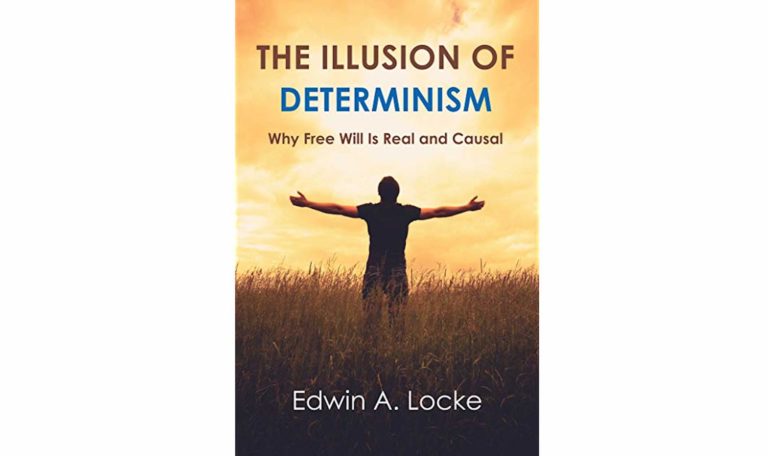 THE ILLUSION OF
DETERMINISM
Why Free Will Is Real and Causal
Edwin A. Locke